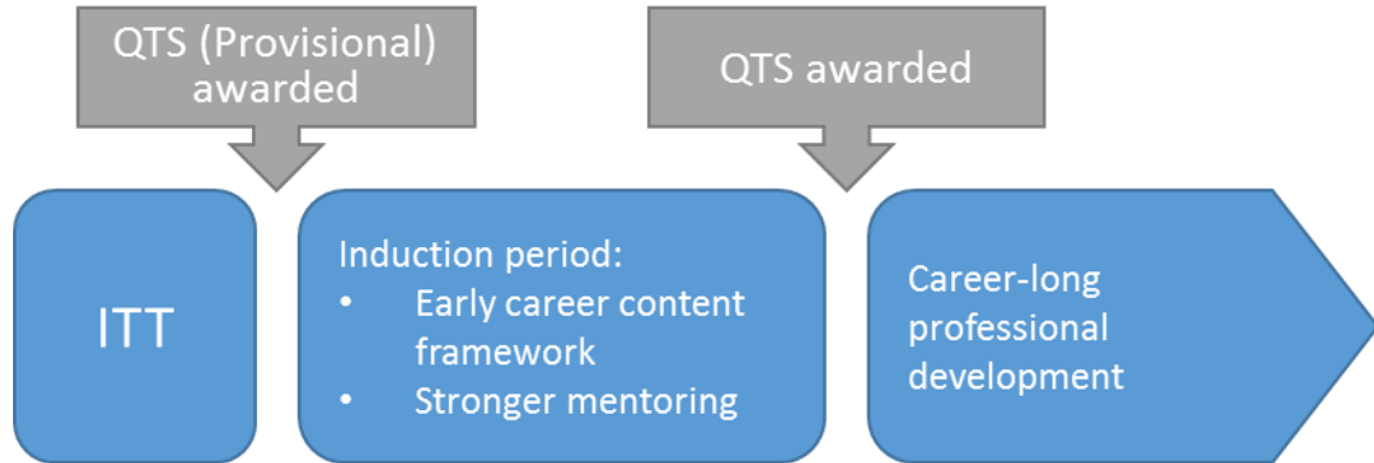 QTS (Provisional)
awarded
QTS awarded
ITT
Induction period:
• Early career content
framework
• Stronger mentoring
Career-long
professional
development